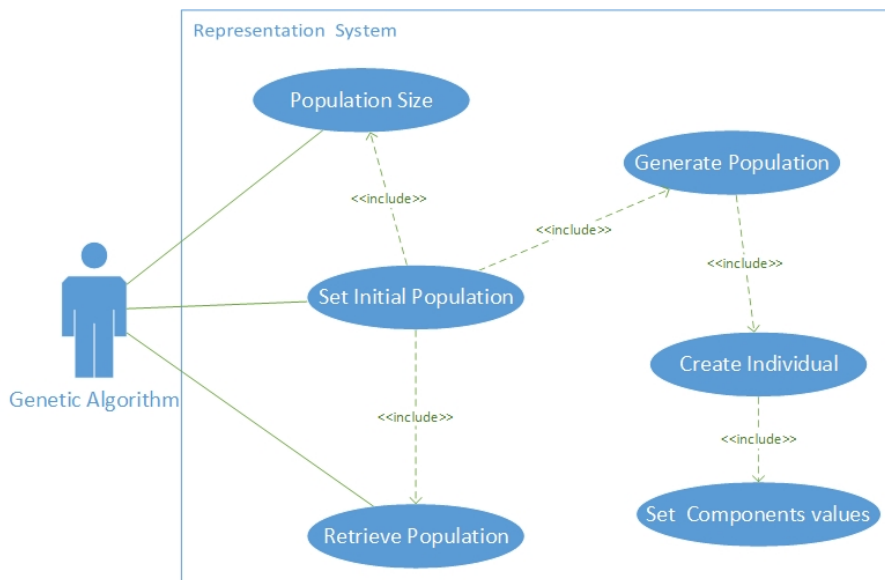 Representation System
Population Size
Generate Population
<<include>>
<<include>>
<<include>>
Set Initial Population
Create Individual
Genetic Algorithm
<<include>>
<<include>>
Set Components values
Retrieve Population